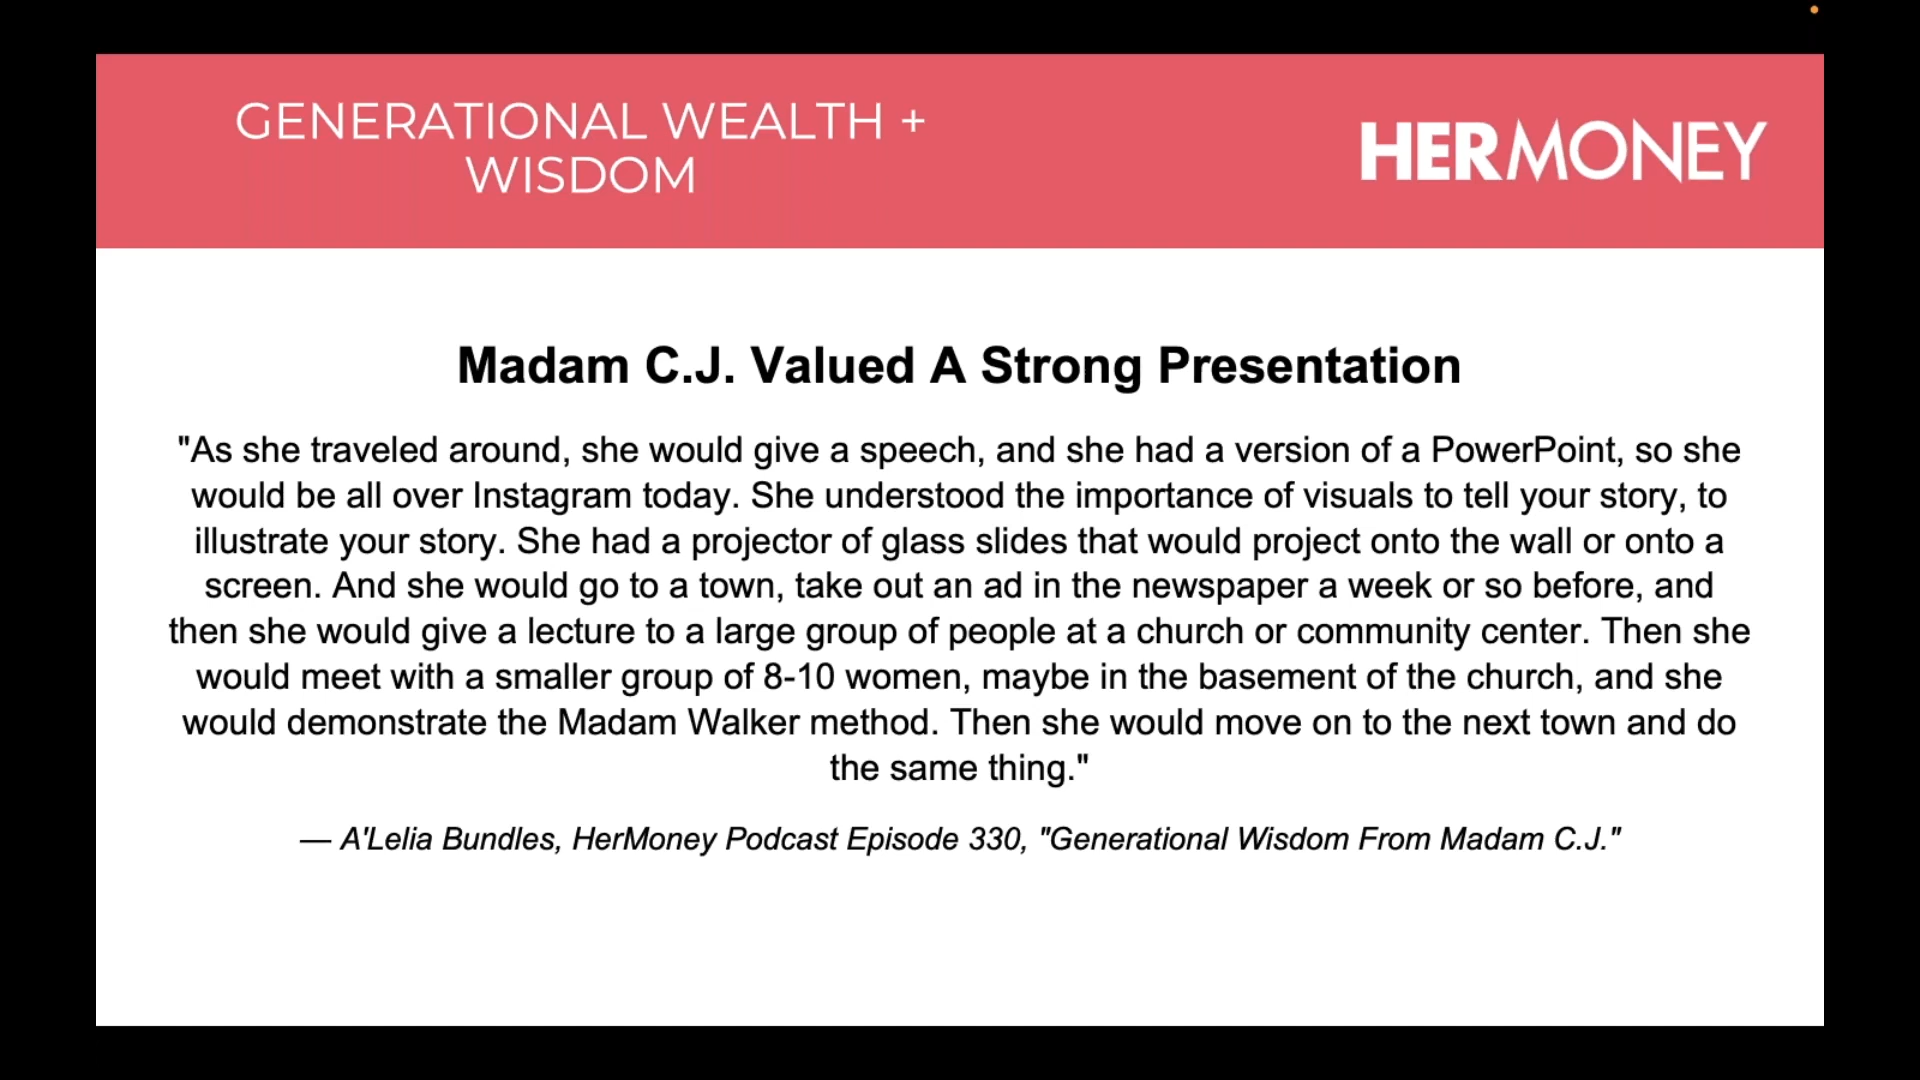 GENERATIONAL WEALTH +
WISDOM
HERMONEY
Madam C.J. Valued A Strong Presentation
"As she traveled around, she would give a speech, and she had a version of a PowerPoint, so she
would be all over Instagram today. She understood the importance of visuals to tell your story, to
illustrate your story. She had a projector of glass slides that would project onto the wall or onto a
screen. And she would go to a town, take out an ad in the newspaper a week or so before, and
then she would give a lecture to a large group of people at a church or community center. Then she
would meet with a smaller group of 8-10 women, maybe in the basement of the church, and she
would demonstrate the Madam Walker method. Then she would move on to the next town and do
the same thing."
— A'Lelia Bundles, HerMoney Podcast Episode 330, "Generational Wisdom From Madam C.J."